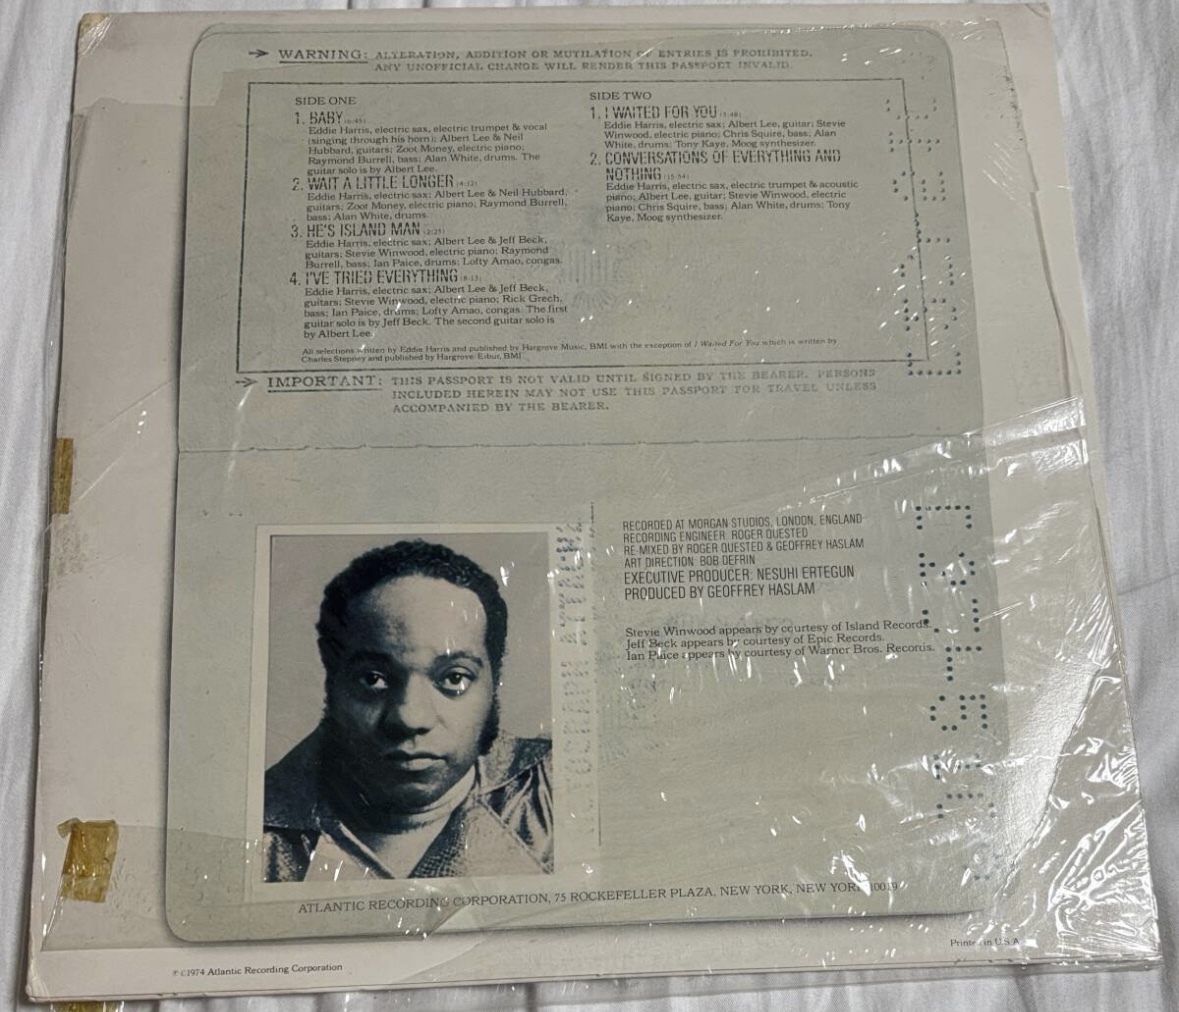 → WARNING: ALTERATION, ADDITION OR MUTILATION OF ENTRIES IS PROHIBITED.
ANY UNOFFICIAL CHANGE WILL RENDER THIS PASSPORT INVALID.
SIDE ONE
1. BABY (6:45)
Eddie Harris, electric sax, electric trumpet & vocal
(singing through his horn); Albert Lee & Neil
Hubbard, guitars; Zoot Money, electric piano;
Raymond Burrell, bass; Alan White, drums. The
guitar solo is by Albert Lee.
2. WAIT A LITTLE LONGER
Eddie Harris, electric sax; Albert Lee & Neil Hubbard,
guitars; Zoot Money, electric piano; Raymond Burrell,
bass; Alan White, drums.
3. HE'S ISLAND MAN
Eddie Harris, electric sax; Albert Lee & Jeff Beck,
guitars; Stevie Winwood, electric piano; Raymond
Burrell, bass; Ian Paice, drums; Lofty Amao, congas.
4. I'VE TRIED EVERYTHING
Eddie Harris, electric sax; Albert Lee & Jeff Beck,
guitars; Stevie Winwood, electric piano; Rick Grech,
bass; Ian Paice, drums; Lofty Amao, congas. The first
guitar solo is by Jeff Beck. The second guitar solo is
by Albert Lee.
SIDE TWO
1. I WAITED FOR YOU
Eddie Harris, electric sax; Albert Lee, guitar; Stevie
Winwood, electric piano; Chris Squire, bass; Alan
White, drums; Tony Kaye, Moog synthesizer.
2. CONVERSATIONS OF EVERYTHING AND
NOTHING
Eddie Harris, electric sax, electric trumpet & acoustic
piano; Albert Lee, guitar; Stevie Winwood, electric
piano; Chris Squire, bass; Alan White, drums; Tony
Kaye, Moog synthesizer.
All selections written by Eddie Harris and published by Hargrove Music, BMI with the exception of I Waited For You which is written by
Charles Stepney and published by Hargrove/Eibur, BMI
→ IMPORTANT: THIS PASSPORT IS NOT VALID UNTIL SIGNED BY THE BEARER. PERSONS
INCLUDED HEREIN MAY NOT USE THIS PASSPORT FOR TRAVEL UNLESS
ACCOMPANIED BY THE BEARER.
RECORDED AT MORGAN STUDIOS, LONDON, ENGLAND
RECORDING ENGINEER: ROGER QUESTED
RE-MIXED BY ROGER QUESTED & GEOFFREY HASLAM
ART DIRECTION: BOB DEFRIN
EXECUTIVE PRODUCER: NESUHI ERTEGUN
PRODUCED BY GEOFFREY HASLAM
Stevie Winwood appears by courtesy of Island Records.
Jeff Beck appears by courtesy of Epic Records.
Ian Paice appears by courtesy of Warner Bros. Records.
ATLANTIC RECORDING CORPORATION, 75 ROCKEFELLER PLAZA, NEW YORK, NEW YORK 10019
Printed in U.S.A.
℗©1974 Atlantic Recording Corporation